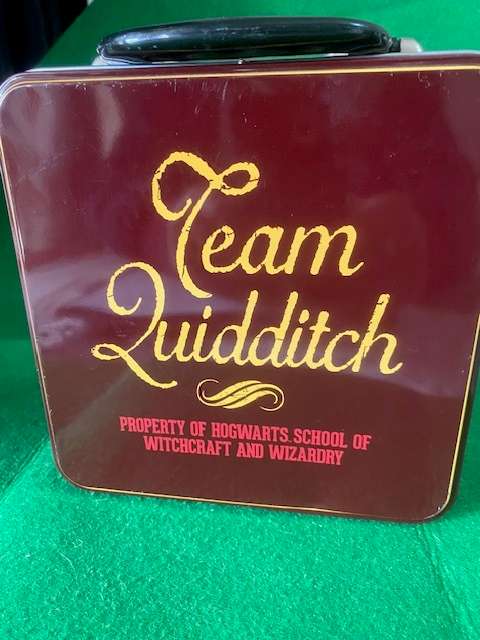 Team
Quidditch
PROPERTY OF HOGWARTS. SCHOOL OF
WITCHCRAFT AND WIZARDRY